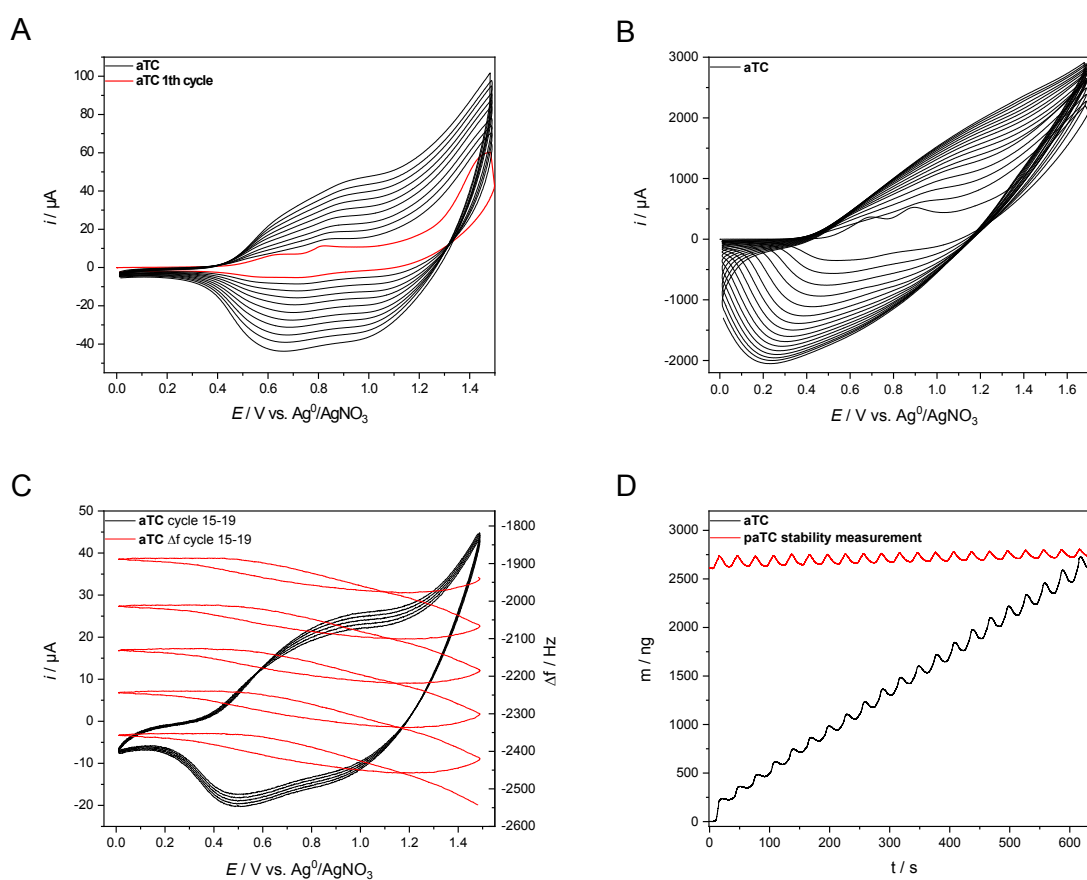 A
aTC
aTC 1th cycle
100
80
60
40
20
0
-20
-40
i / µA
0.0 0.2 0.4 0.6 0.8 1.0 1.2 1.4
E / V vs. Ag⁰/AgNO₃
B
aTC
3000
2000
1000
0
-1000
-2000
i / µA
0.0 0.2 0.4 0.6 0.8 1.0 1.2 1.4 1.6
E / V vs. Ag⁰/AgNO₃
C
aTC cycle 15-19
aTC Δf cycle 15-19
50
40
30
20
10
0
-10
-20
i / µA
-1800
-1900
-2000
-2100
-2200
-2300
-2400
-2500
-2600
Δf / Hz
0.0 0.2 0.4 0.6 0.8 1.0 1.2 1.4
E / V vs. Ag⁰/AgNO₃
D
aTC
paTC stability measurement
3000
2500
2000
1500
1000
500
0
m / ng
0 100 200 300 400 500 600
t / s